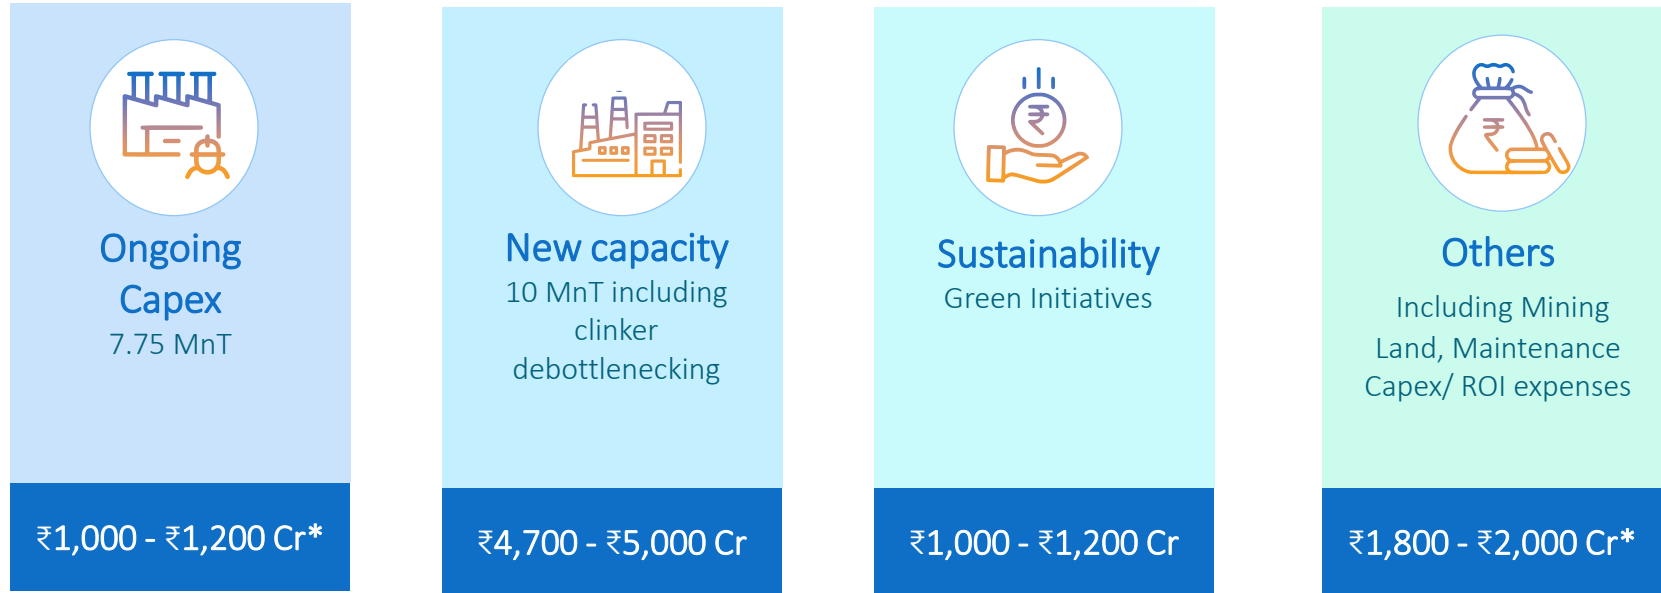 Ongoing
Capex
7.75 MnT
₹1,000 - ₹1,200 Cr*
New capacity
10 MnT including
clinker
debottlenecking
₹4,700 - ₹5,000 Cr
₹
Sustainability
Green Initiatives
₹1,000 - ₹1,200 Cr
₹
Others
Including Mining
Land, Maintenance
Capex/ ROI expenses
₹1,800 - ₹2,000 Cr*